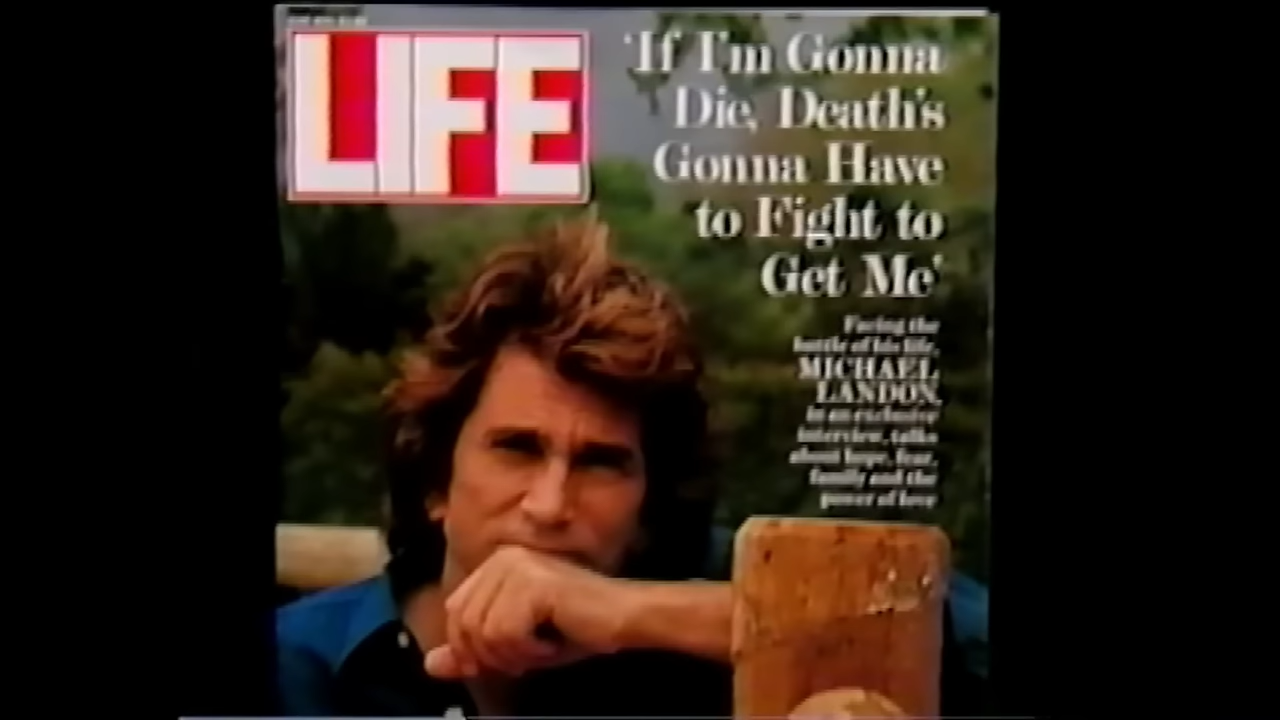 LIFE
'If I'm Gonna
Die, Death's
Gonna Have
to Fight to
Get Me'
Facing the
battle of his life,
MICHAEL
LANDON,
in an exclusive
interview, talks
about hope, fear,
family and the
power of love